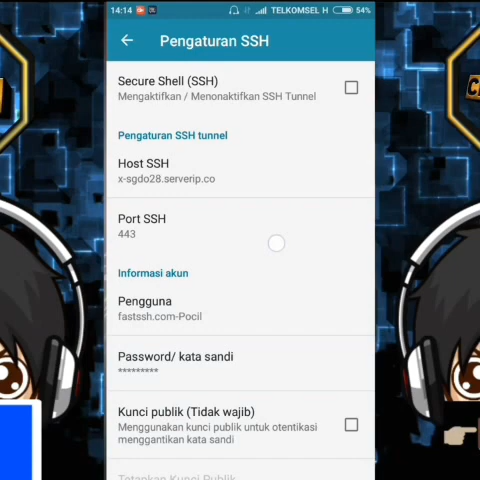 14:14 TELKOMSEL H 54%
Pengaturan SSH
Secure Shell (SSH)
Mengaktifkan / Menonaktifkan SSH Tunnel
Pengaturan SSH tunnel
Host SSH
x-sgdo28.serverip.co
Port SSH
443
Informasi akun
Pengguna
fastssh.com-Pocil
Password/ kata sandi
*********
Kunci publik (Tidak wajib)
Menggunakan kunci publik untuk otentikasi
menggantikan kata sandi
Tetapkan Kunci Publik